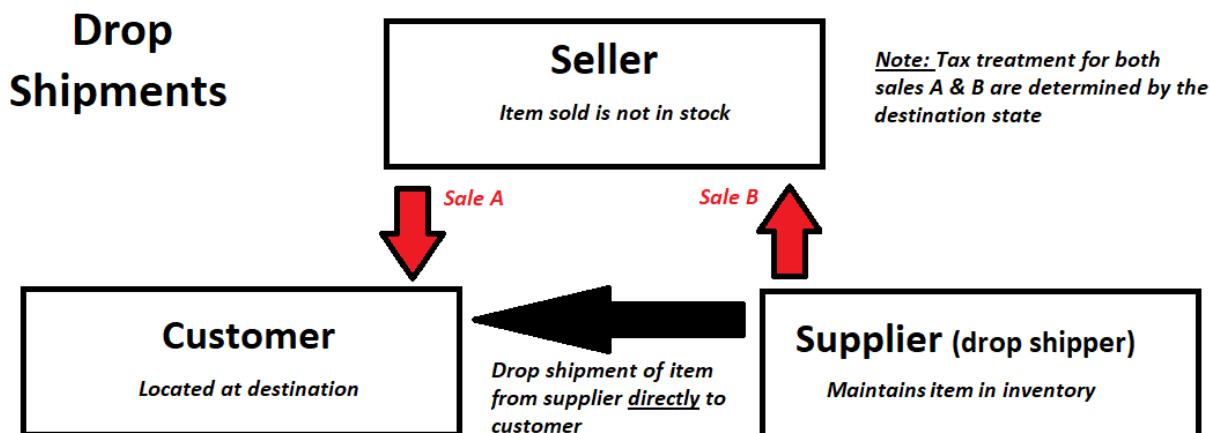 Drop
Shipments
Seller
Item sold is not in stock
Note: Tax treatment for both
sales A & B are determined by the
destination state
Sale A
Sale B
Customer
Located at destination
Drop shipment of item
from supplier directly to
customer
Supplier (drop shipper)
Maintains item in inventory